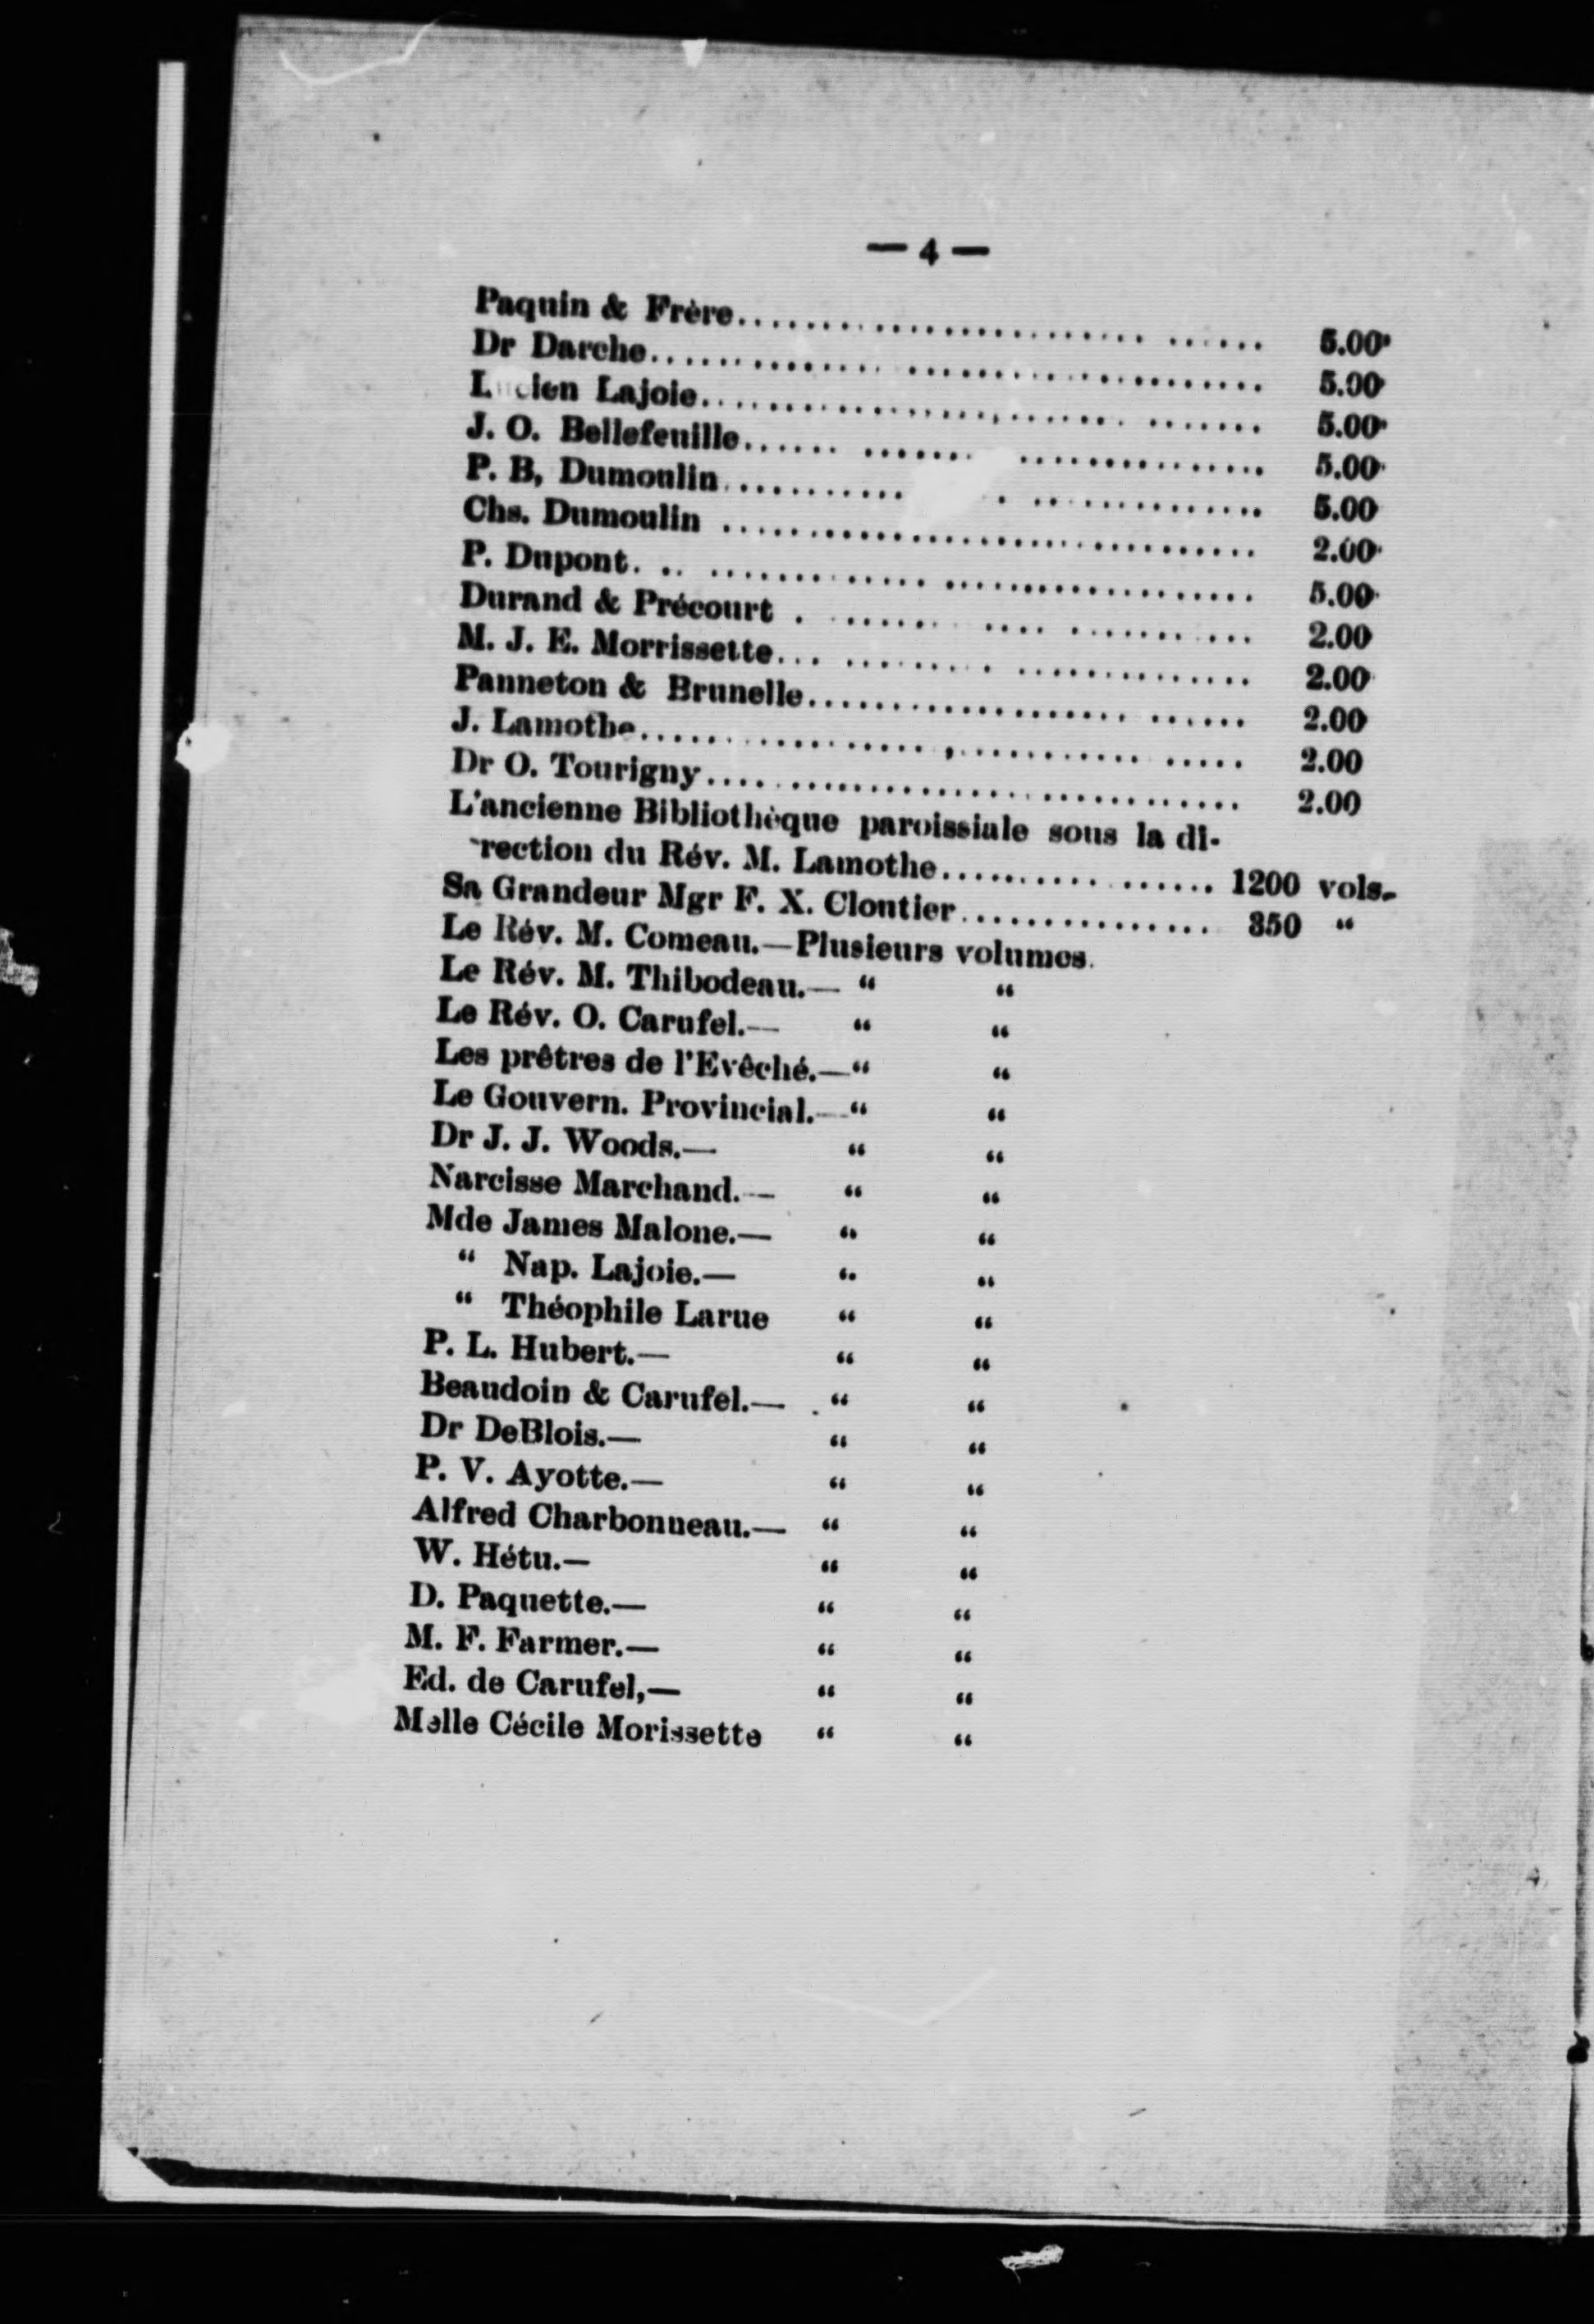 — 4 —
Paquin & Frère.............................. 5.00
Dr Darche.............................. 5.00
Lucien Lajoie.............................. 5.00
J. O. Bellefeuille.............................. 5.00
P. B, Dumoulin.............................. 5.00
Chs. Dumoulin .............................. 2.00
P. Dupont.............................. 5.00
Durand & Précourt .............................. 2.00
M. J. E. Morrissette.............................. 2.00
Panneton & Brunelle.............................. 2.00
J. Lamothe.............................. 2.00
Dr O. Tourigny.............................. 2.00
L'ancienne Bibliothèque paroissiale sous la di-
rection du Rév. M. Lamothe.................. 1200 vols.
Sa Grandeur Mgr F. X. Cloutier.................. 350 “
Le Rév. M. Comeau.—Plusieurs volumes.
Le Rév. M. Thibodeau.— “ “
Le Rév. O. Carufel.— “ “
Les prêtres de l'Evêché.—“ “
Le Gouvern. Provincial.—“ “
Dr J. J. Woods.— “ “
Narcisse Marchand.— “ “
Mde James Malone.— “ “
“ Nap. Lajoie.— “ “
“ Théophile Larue “ “
P. L. Hubert.— “ “
Beaudoin & Carufel.— “ “
Dr DeBlois.— “ “
P. V. Ayotte.— “ “
Alfred Charbonneau.— “ “
W. Hétu.— “ “
D. Paquette.— “ “
M. F. Farmer.— “ “
Ed. de Carufel,— “ “
Melle Cécile Morissette “ “